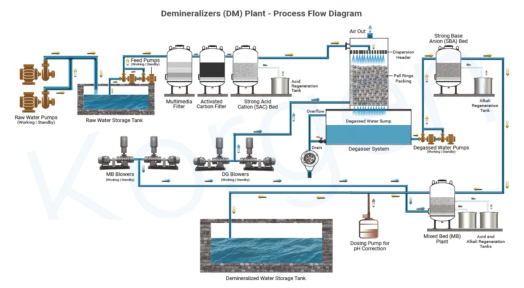 Demineralizers (DM) Plant - Process Flow Diagram
Air Out
Strong Base
Anion (SBA) Bed
Feed Pumps
(Working / Standby)
Dispersion
Header
Pall Rings
Packing
Raw Water Pumps
(Working / Standby)
Raw Water Storage Tank
Multimedia
Filter
Activated
Carbon Filter
Strong Acid
Cation (SAC) Bed
Acid
Regeneration
Tank
Alkali
Regeneration
Tank
Overflow
Degassed Water Sump
Drain
Degasser System
Degassed Water Pumps
(Working / Standby)
MB Blowers
(Working / Standby)
DG Blowers
(Working / Standby)
Mixed Bed (MB)
Plant
Acid and
Alkali Regeneration
Tanks
Dosing Pump for
pH Correction
Demineralized Water Storage Tank